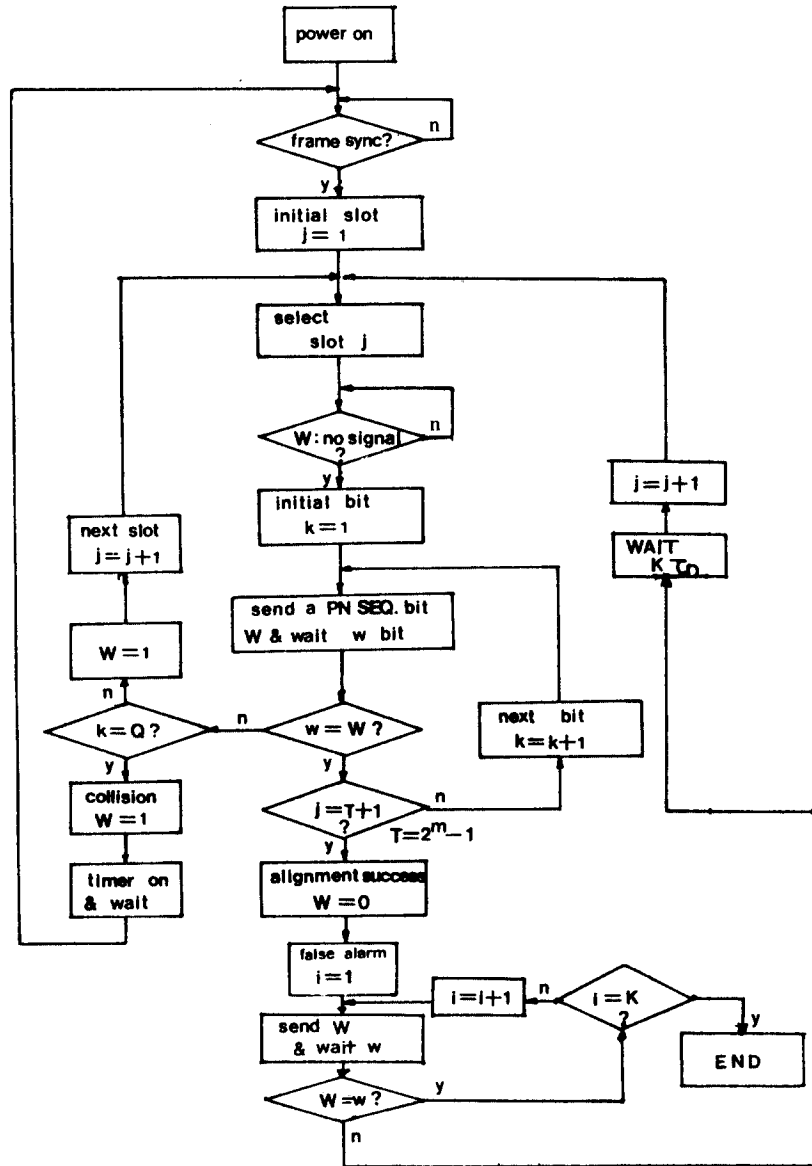 power on
frame sync?
n
y
initial slot
j = 1
select
slot j
W : no signal
?
n
y
initial bit
k = 1
j = j+1
WAIT
K τD
next slot
j = j+1
send a PN SEQ. bit
W & wait w bit
W = 1
n
k = Q ?
n
w = W ?
next bit
k = k+1
y
y
collision
W = 1
j = T+1
?
n
T = 2^m − 1
y
timer on
& wait
alignment success
W = 0
false alarm
i = 1
i = i+1
n
i = K
?
y
send W
& wait w
END
W = w ?
y
n